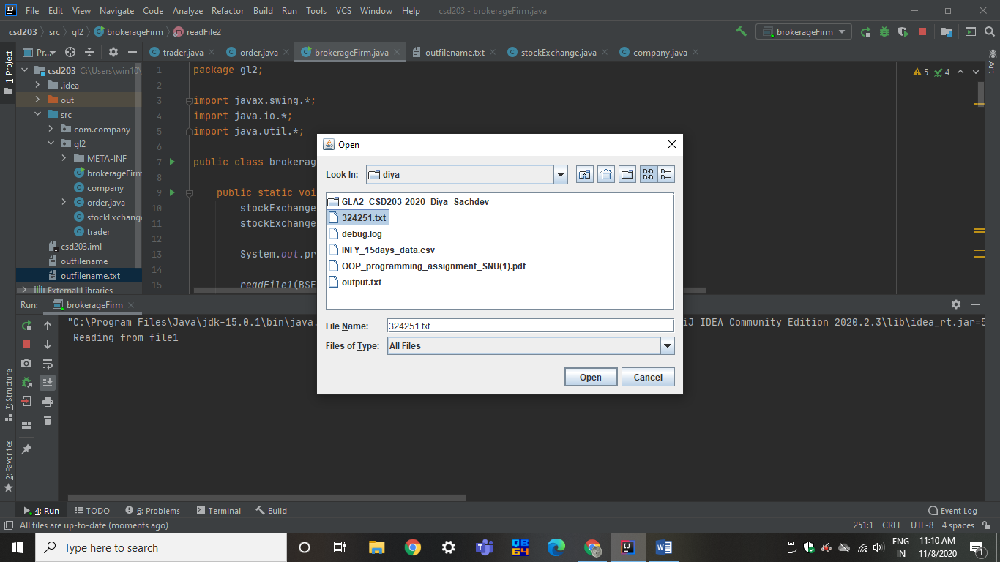 File Edit View Navigate Code Analyze Refactor Build Run Tools VCS Window Help csd203 - brokerageFirm.java
csd203 src gl2 brokerageFirm readFile2 brokerageFirm
1: Project
Pr... trader.java order.java brokerageFirm.java outfilename.txt stockExchange.java company.java
Ant
csd203 C:\Users\win10\
.idea
out
src
com.company
gl2
META-INF
brokerageFirm
company
order.java
stockExchange
trader
csd203.iml
outfilename
outfilename.txt
External Libraries
5 4
1 package gl2;
2
3 import javax.swing.*;
4 import java.io.*;
5 import java.util.*;
6
7 public class brokerag
8
9 public static voi
10 stockExchange
11 stockExchange
12
13 System.out.pr
14
15 readFile1(BSE
Open
Look In: diya
GLA2_CSD203-2020_Diya_Sachdev
324251.txt
debug.log
INFY_15days_data.csv
OOP_programming_assignment_SNU(1).pdf
output.txt
File Name: 324251.txt
Files of Type: All Files
Open Cancel
Run: brokerageFirm
"C:\Program Files\Java\jdk-15.0.1\bin\java. iJ IDEA Community Edition 2020.2.3\lib\idea_rt.jar=5
Reading from file1
7: Structure
2: Favorites
4: Run TODO 6: Problems Terminal Build Event Log
All files are up-to-date (moments ago) 251:1 CRLF UTF-8 4 spaces
Type here to search
QB
64
ENG
IN
11:10 AM
11/8/2020
1